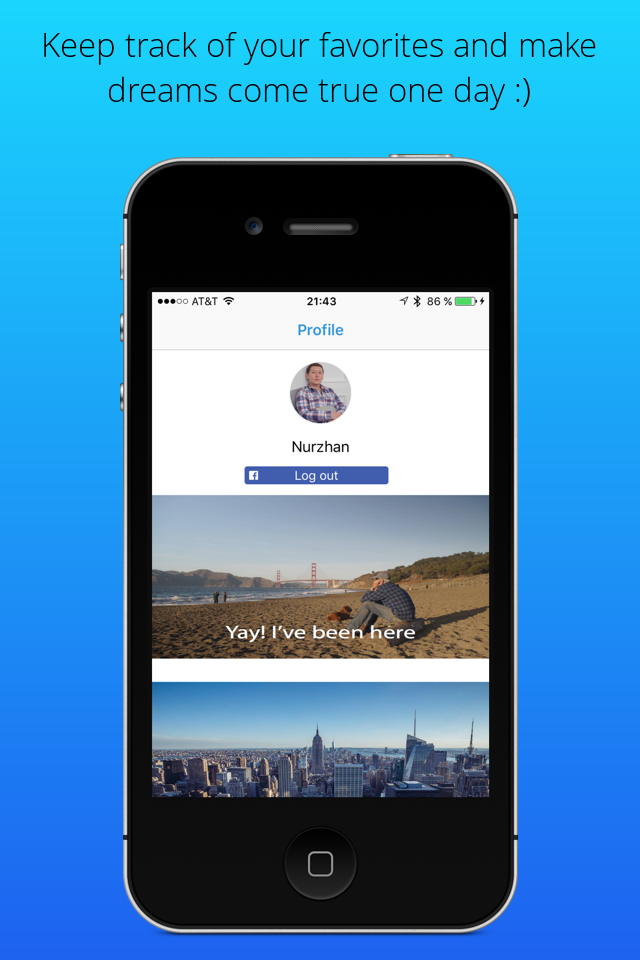 Keep track of your favorites and make
dreams come true one day :)
AT&T 21:43 86 %
Profile
Nurzhan
Log out
Yay! I've been here